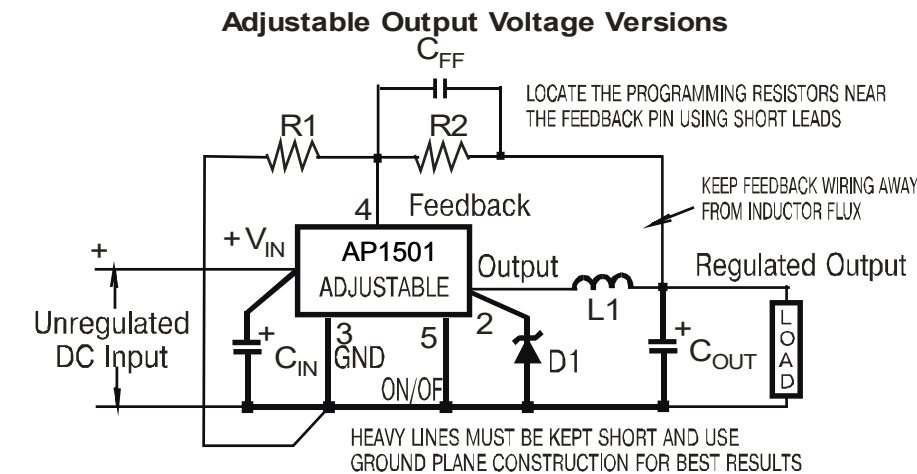 Adjustable Output Voltage Versions
CFF
LOCATE THE PROGRAMMING RESISTORS NEAR
THE FEEDBACK PIN USING SHORT LEADS
R1
R2
KEEP FEEDBACK WIRING AWAY
FROM INDUCTOR FLUX
4
Feedback
+VIN
AP1501
ADJUSTABLE
Output
Regulated Output
+
L1
2
Unregulated
DC Input
+
CIN
3
GND
5
ON/OF
D1
+
COUT
LOAD
HEAVY LINES MUST BE KEPT SHORT AND USE
GROUND PLANE CONSTRUCTION FOR BEST RESULTS